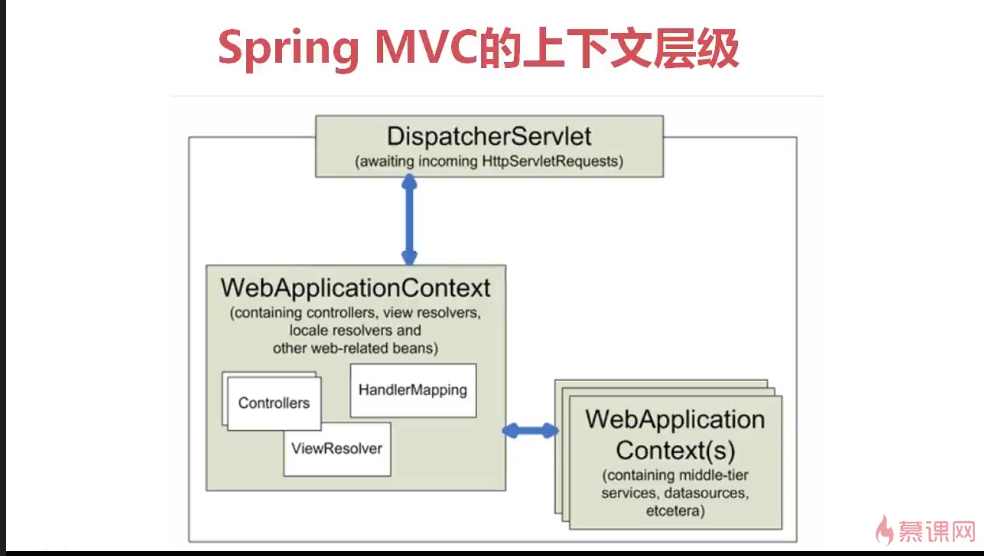 Spring MVC的上下文层级
DispatcherServlet
(awaiting incoming HttpServletRequests)
WebApplicationContext
(containing controllers, view resolvers,
locale resolvers and
other web-related beans)
Controllers
HandlerMapping
ViewResolver
WebApplication
Context(s)
(containing middle-tier
services, datasources,
etcetera)
慕课网